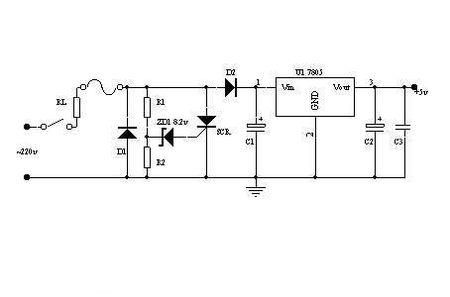 U1 7805
D2
1
Vin
Vout
3
+5v
GND
RL
R1
ZD1 8.2v
SCR
+
+
2
C1
C2
C3
D1
R2
~220v